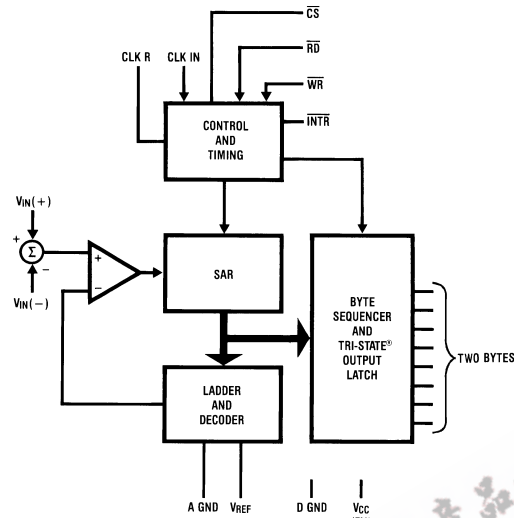 CS
RD
WR
INTR
CLK R
CLK IN
CONTROL
AND
TIMING
VIN(+)
+
Σ
−
VIN(−)
+
−
SAR
BYTE
SEQUENCER
AND
TRI-STATE®
OUTPUT
LATCH
TWO BYTES
LADDER
AND
DECODER
A GND
VREF
D GND
VCC